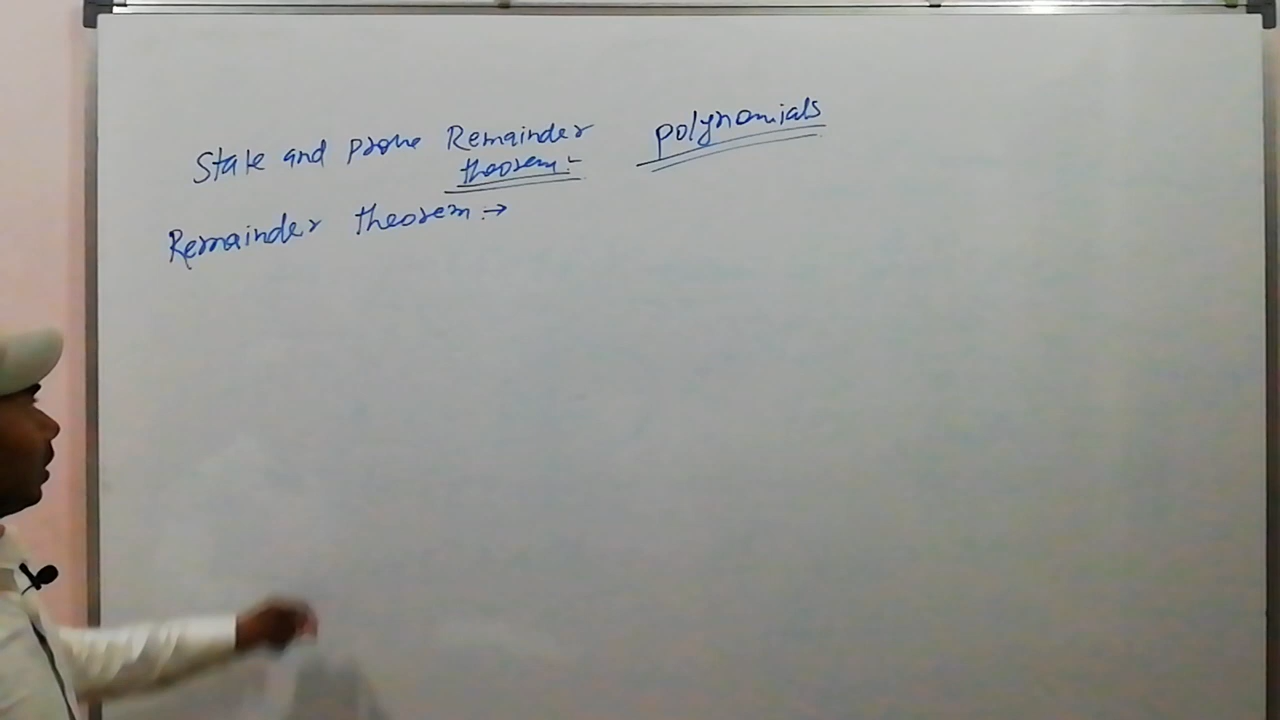 State and prove Remainder
theorem:-
polynomials
Remainder theorem :→